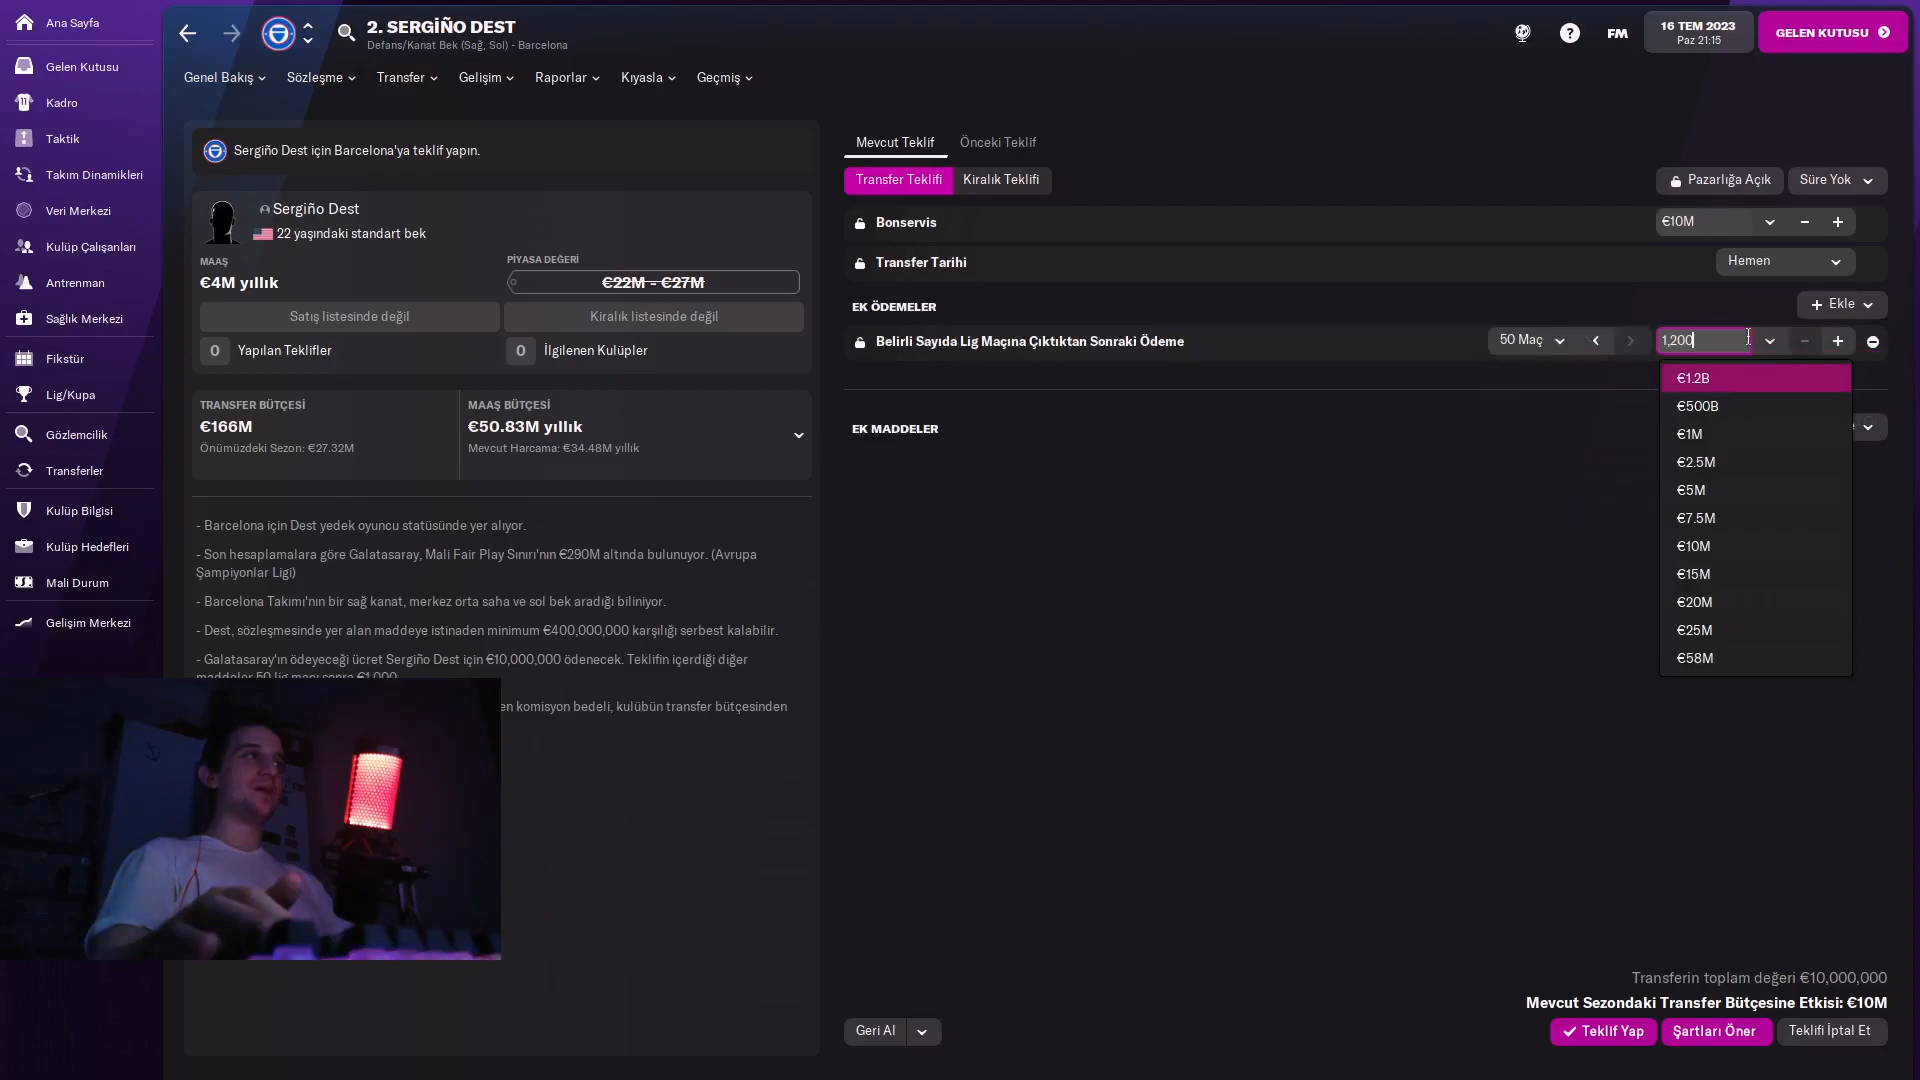 Ana Sayfa
Gelen Kutusu
Kadro
Taktik
Takım Dinamikleri
Veri Merkezi
Kulüp Çalışanları
Antrenman
Sağlık Merkezi
Fikstür
Lig/Kupa
Gözlemcilik
Transferler
Kulüp Bilgisi
Kulüp Hedefleri
Mali Durum
Gelişim Merkezi
2. SERGİÑO DEST
Defans/Kanat Bek (Sağ, Sol) - Barcelona
FM
16 TEM 2023
Paz 21:15
GELEN KUTUSU
Genel Bakış
Sözleşme
Transfer
Gelişim
Raporlar
Kıyasla
Geçmiş
Sergiño Dest için Barcelona'ya teklif yapın.
Sergiño Dest
22 yaşındaki standart bek
MAAŞ
€4M yıllık
PİYASA DEĞERİ
€22M - €27M
Satış listesinde değil
Kiralık listesinde değil
0 Yapılan Teklifler
0 İlgilenen Kulüpler
TRANSFER BÜTÇESİ
€166M
Önümüzdeki Sezon: €27.32M
MAAŞ BÜTÇESİ
€50.83M yıllık
Mevcut Harcama: €34.48M yıllık
- Barcelona için Dest yedek oyuncu statüsünde yer alıyor.
- Son hesaplamalara göre Galatasaray, Mali Fair Play Sınırı'nın €290M altında bulunuyor. (Avrupa
Şampiyonlar Ligi)
- Barcelona Takımı'nın bir sağ kanat, merkez orta saha ve sol bek aradığı biliniyor.
- Dest, sözleşmesinde yer alan maddeye istinaden minimum €400,000,000 karşılığı serbest kalabilir.
- Galatasaray'ın ödeyeceği ücret Sergiño Dest için €10,000,000 ödenecek. Teklifin içerdiği diğer
maddeler 50 lig maçı sonra €1,000.
komisyon bedeli, kulübün transfer bütçesinden
Mevcut Teklif
Önceki Teklif
Transfer Teklifi
Kiralık Teklifi
Pazarlığa Açık
Süre Yok
Bonservis
€10M
Transfer Tarihi
Hemen
EK ÖDEMELER
Ekle
Belirli Sayıda Lig Maçına Çıktıktan Sonraki Ödeme
50 Maç
1,200
€1.2B
€500B
€1M
€2.5M
€5M
€7.5M
€10M
€15M
€20M
€25M
€58M
EK MADDELER
Transferin toplam değeri €10,000,000
Mevcut Sezondaki Transfer Bütçesine Etkisi: €10M
Geri Al
Teklif Yap
Şartları Öner
Teklifi İptal Et